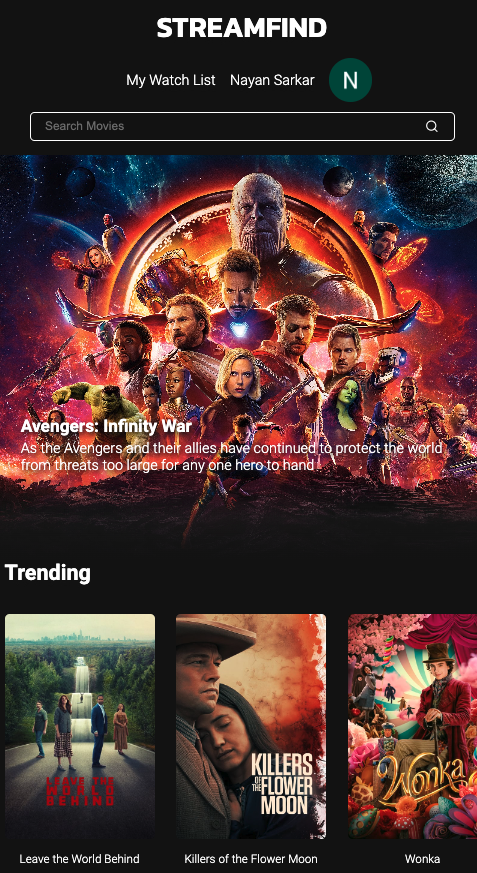 STREAMFIND
My Watch List Nayan Sarkar N
Search Movies
Avengers: Infinity War
As the Avengers and their allies have continued to protect the world
from threats too large for any one hero to hand
Trending
LEAVE THE
WORLD
BEHIND
KILLERS
OF THE FLOWER
MOON
Wonka
Leave the World Behind Killers of the Flower Moon Wonka